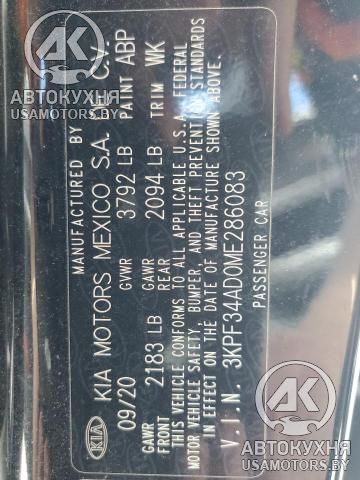 АВТОКУХНЯ
USAMOTORS.BY
KIA
MANUFACTURED BY
KIA MOTORS MEXICO S.A. DE C.V.
09/20 GVWR 3792 LB PAINT ABP
GAWR FRONT 2183 LB GAWR REAR 2094 LB TRIM WK
THIS VEHICLE CONFORMS TO ALL APPLICABLE U.S.A. FEDERAL
MOTOR VEHICLE SAFETY, BUMPER, AND THEFT PREVENTION STANDARDS
IN EFFECT ON THE DATE OF MANUFACTURE SHOWN ABOVE.
V.I.N. 3KPF34AD0ME286083
PASSENGER CAR
АВТОКУХНЯ
USAMOTORS.BY